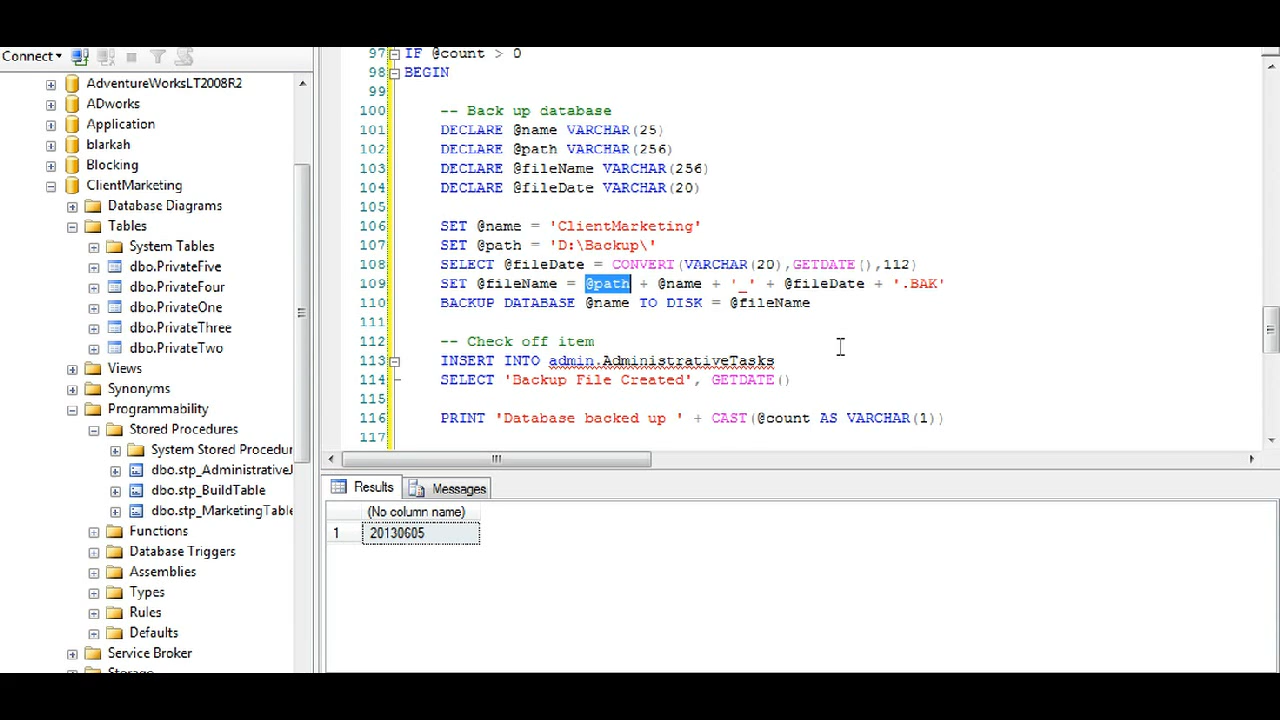 Connect
AdventureWorksLT2008R2
ADworks
Application
blarkah
Blocking
ClientMarketing
Database Diagrams
Tables
System Tables
dbo.PrivateFive
dbo.PrivateFour
dbo.PrivateOne
dbo.PrivateThree
dbo.PrivateTwo
Views
Synonyms
Programmability
Stored Procedures
System Stored Procedur
dbo.stp_AdministrativeJ
dbo.stp_BuildTable
dbo.stp_MarketingTable
Functions
Database Triggers
Assemblies
Types
Rules
Defaults
Service Broker
Storage
97 IF @count > 0
98 BEGIN
99
100 -- Back up database
101 DECLARE @name VARCHAR(25)
102 DECLARE @path VARCHAR(256)
103 DECLARE @fileName VARCHAR(256)
104 DECLARE @fileDate VARCHAR(20)
105
106 SET @name = 'ClientMarketing'
107 SET @path = 'D:\Backup\'
108 SELECT @fileDate = CONVERT(VARCHAR(20),GETDATE(),112)
109 SET @fileName = @path + @name + '_' + @fileDate + '.BAK'
110 BACKUP DATABASE @name TO DISK = @fileName
111
112 -- Check off item
113 INSERT INTO admin.AdministrativeTasks
114 SELECT 'Backup File Created', GETDATE()
115
116 PRINT 'Database backed up ' + CAST(@count AS VARCHAR(1))
117
Results Messages
(No column name)
1 20130605